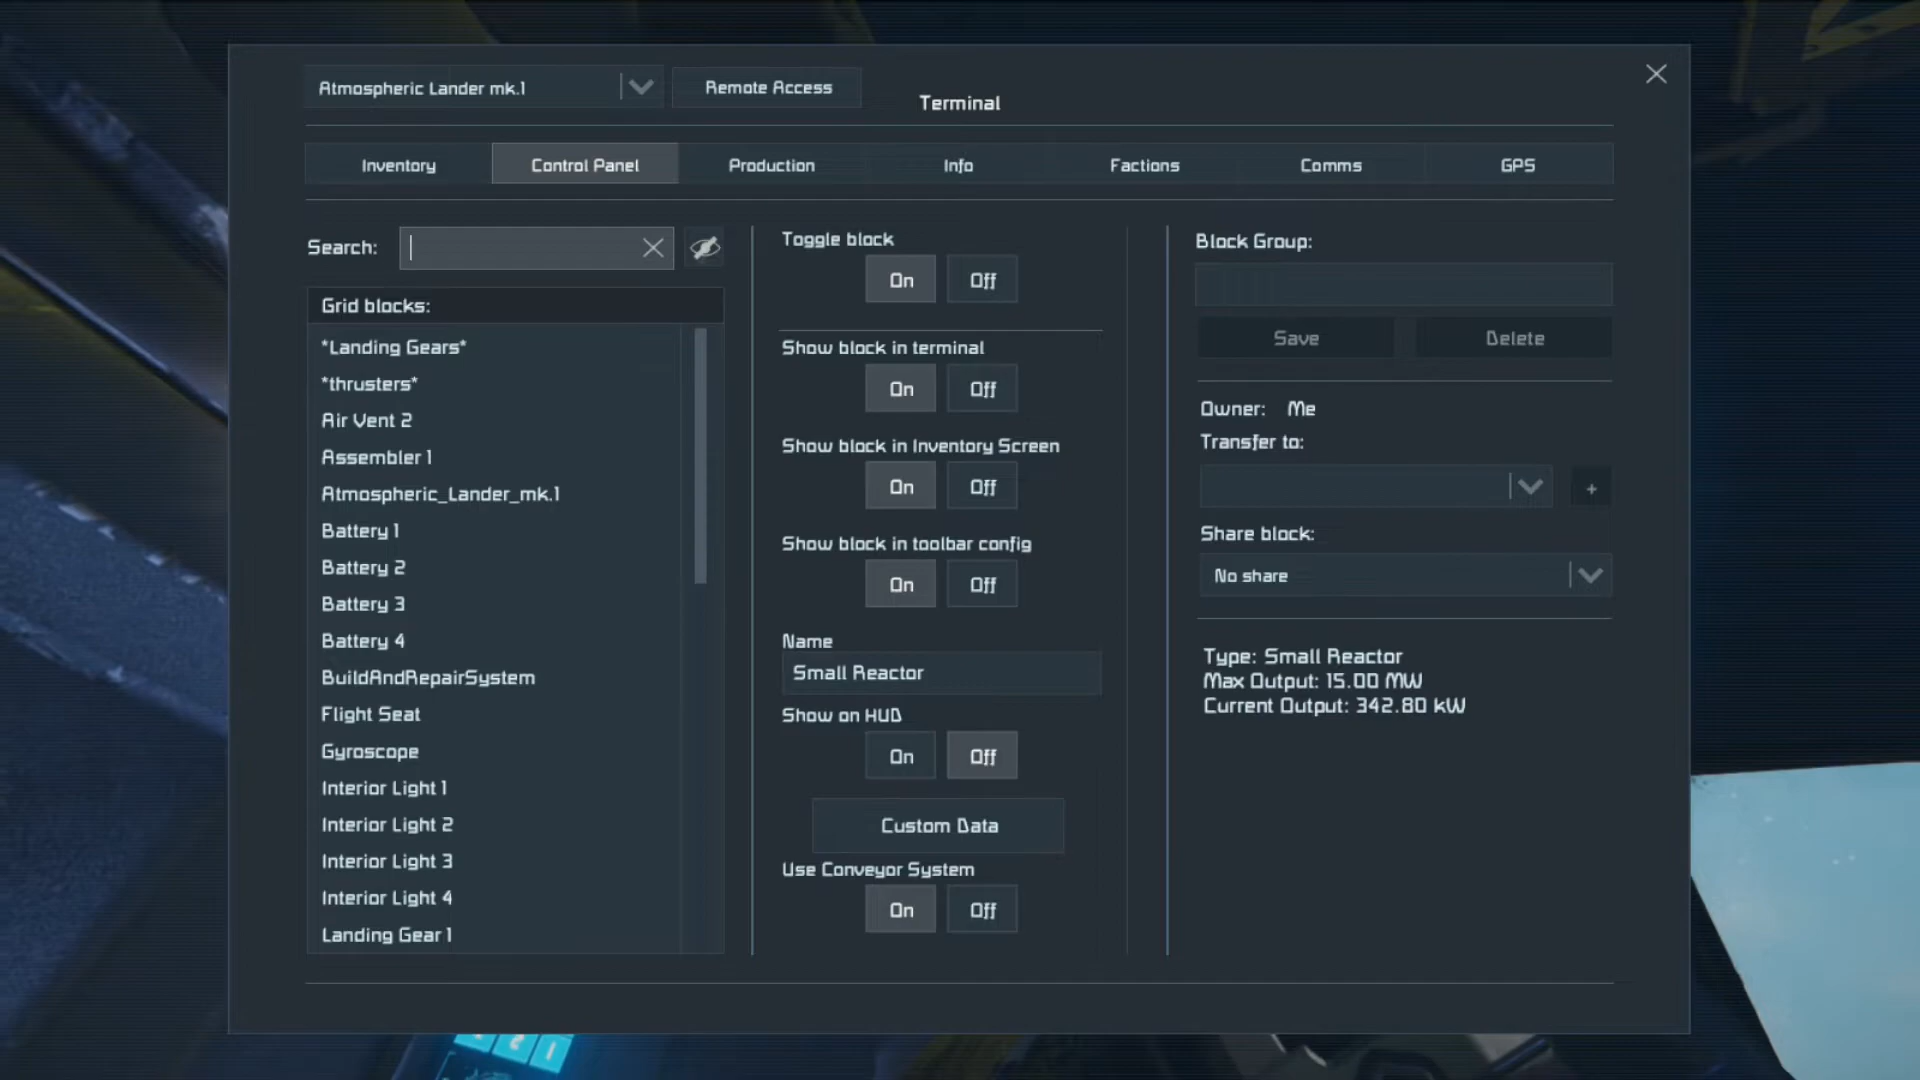 Atmospheric Lander mk.1
Remote Access
Terminal
Inventory
Control Panel
Production
Info
Factions
Comms
GPS
Search:
Grid blocks:
*Landing Gears*
*thrusters*
Air Vent 2
Assembler 1
Atmospheric_Lander_mk.1
Battery 1
Battery 2
Battery 3
Battery 4
BuildAndRepairSystem
Flight Seat
Gyroscope
Interior Light 1
Interior Light 2
Interior Light 3
Interior Light 4
Landing Gear 1
Toggle block
On Off
Show block in terminal
On Off
Show block in Inventory Screen
On Off
Show block in toolbar config
On Off
Name
Small Reactor
Show on HUD
On Off
Custom Data
Use Conveyor System
On Off
Block Group:
Save Delete
Owner: Me
Transfer to:
+
Share block:
No share
Type: Small Reactor
Max Output: 15.00 MW
Current Output: 342.80 kW